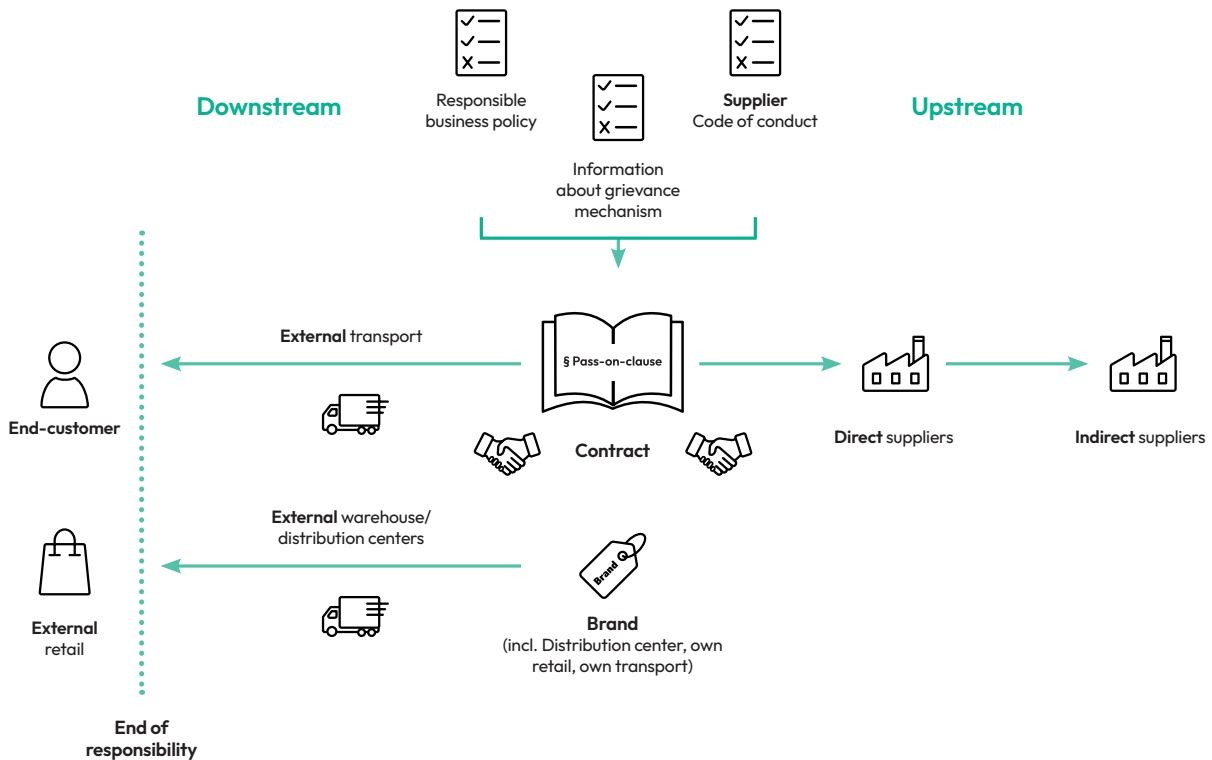 Downstream
Responsible
business policy
Information
about grievance
mechanism
Supplier
Code of conduct
Upstream
External transport
§ Pass-on-clause
End-customer
Contract
Direct suppliers
Indirect suppliers
External warehouse/
distribution centers
Brand
External
retail
Brand
(incl. Distribution center, own
retail, own transport)
End of
responsibility